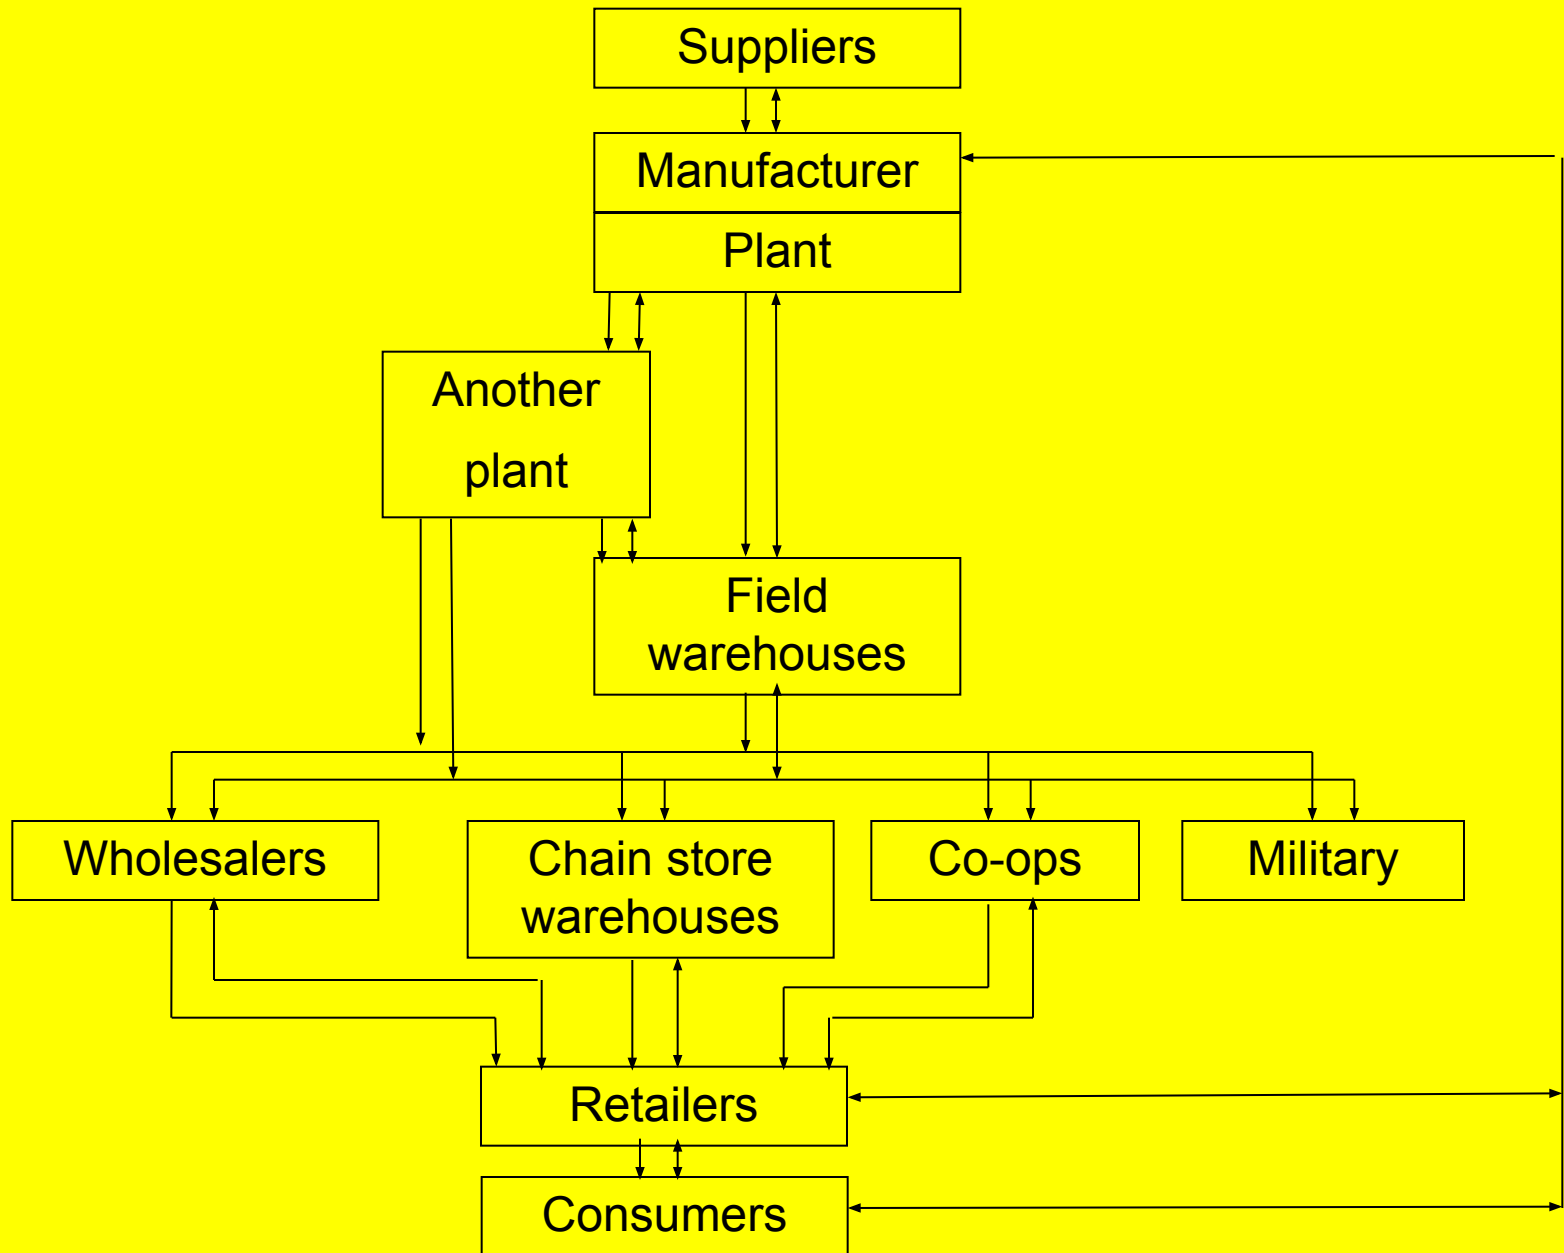 Suppliers
Manufacturer
Plant
Another
plant
Field
warehouses
Wholesalers
Chain store
warehouses
Co-ops
Military
Retailers
Consumers